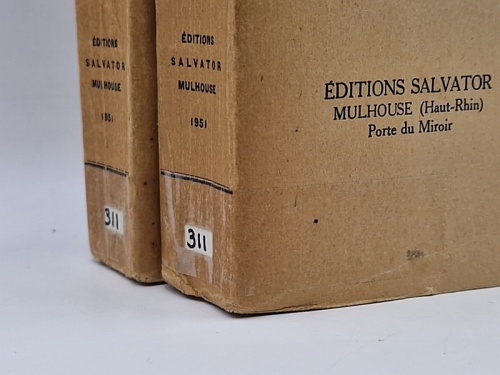 ÉDITIONS
SALVATOR
MULHOUSE
1951
311
ÉDITIONS
SALVATOR
MULHOUSE
1951
311
ÉDITIONS SALVATOR
MULHOUSE (Haut-Rhin)
Porte du Miroir